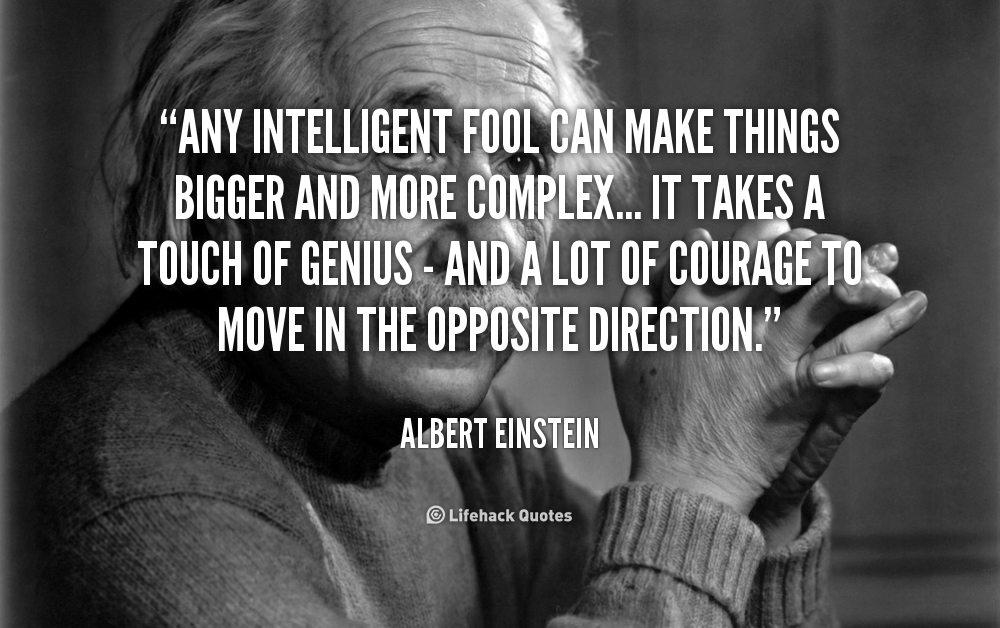 “ANY INTELLIGENT FOOL CAN MAKE THINGS
BIGGER AND MORE COMPLEX... IT TAKES A
TOUCH OF GENIUS - AND A LOT OF COURAGE TO
MOVE IN THE OPPOSITE DIRECTION.”
ALBERT EINSTEIN
Lifehack Quotes